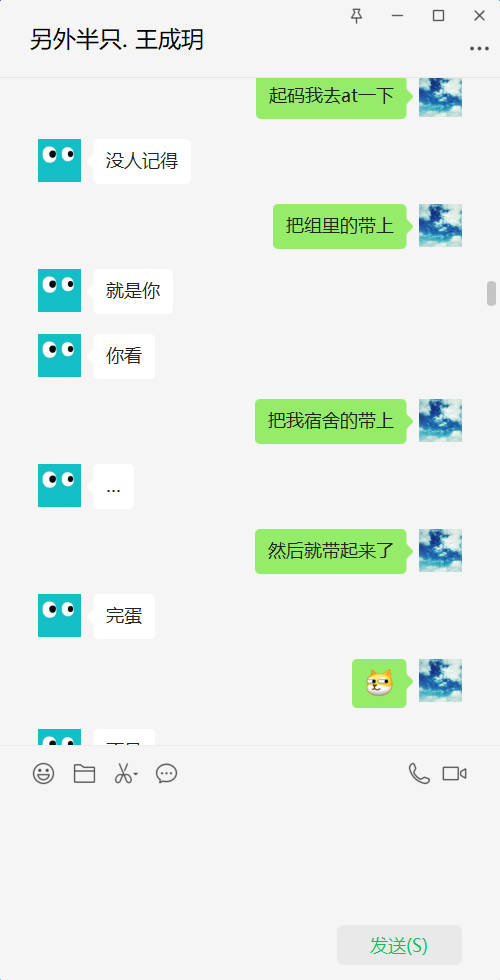 另外半只. 王成玥
起码我去at一下
没人记得
把组里的带上
就是你
你看
把我宿舍的带上
...
然后就带起来了
完蛋
发送(S)